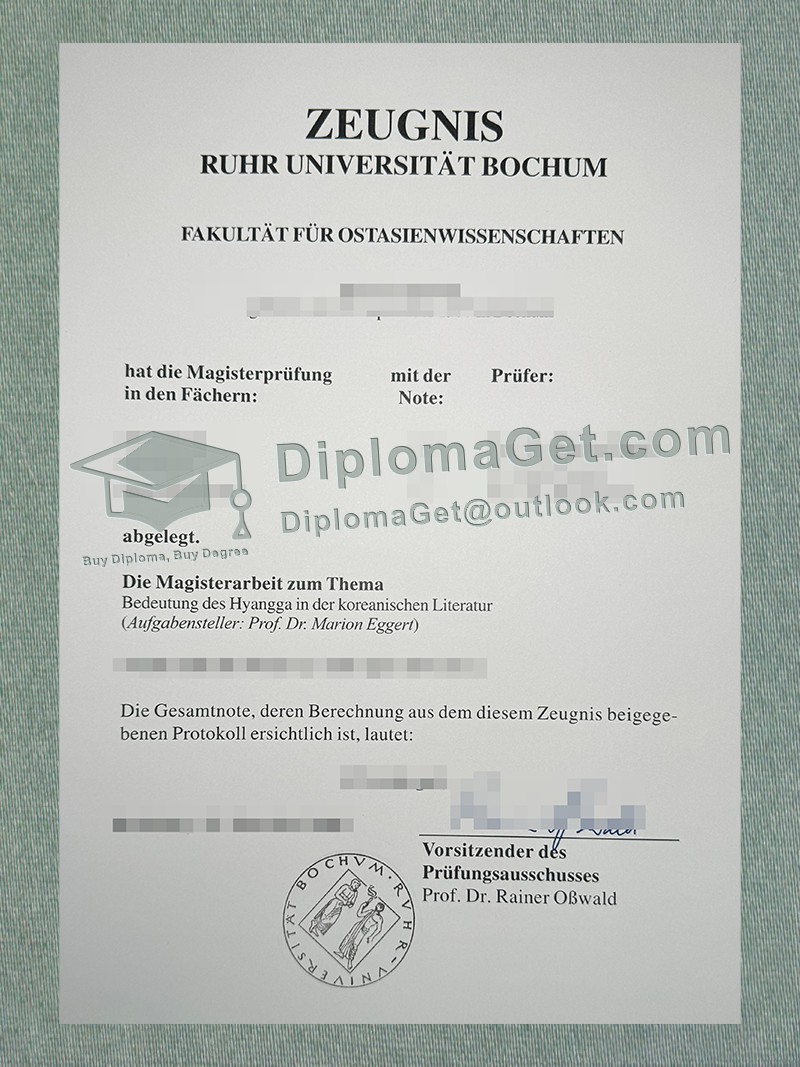 ZEUGNIS
RUHR UNIVERSITÄT BOCHUM
FAKULTÄT FÜR OSTASIENWISSENSCHAFTEN
hat die Magisterprüfung mit der Prüfer:
in den Fächern: Note:
DiplomaGet.com
DiplomaGet@outlook.com
abgelegt.
Buy Diploma, Buy Degree
Die Magisterarbeit zum Thema
Bedeutung des Hyangga in der koreanischen Literatur
(Aufgabensteller: Prof. Dr. Marion Eggert)
Die Gesamtnote, deren Berechnung aus dem diesem Zeugnis beigege-
benen Protokoll ersichtlich ist, lautet:
Vorsitzender des
Prüfungsausschusses
Prof. Dr. Rainer Oßwald
VNIVERSITÄT BOCHVM · RVHR-